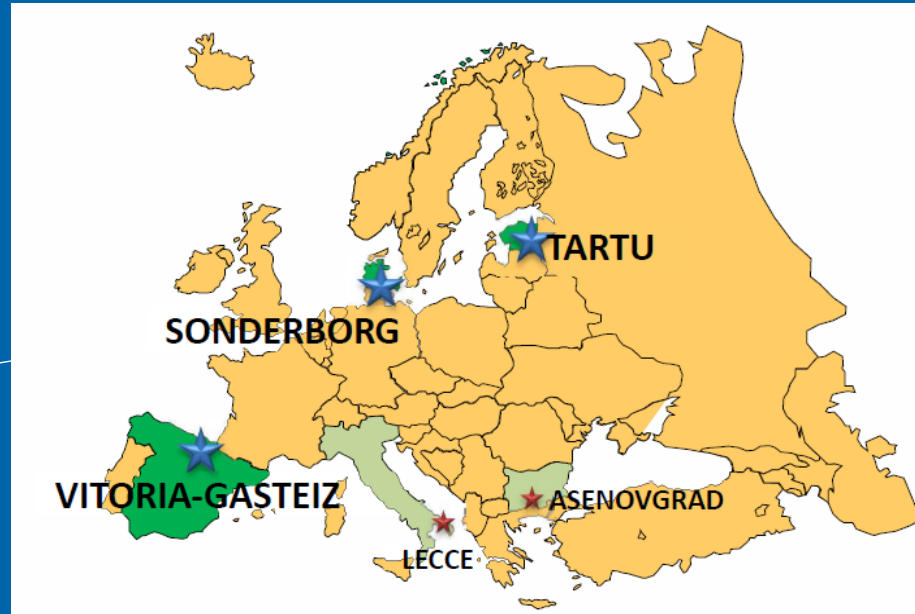 TARTU
SONDERBORG
VITORIA-GASTEIZ
ASENOVGRAD
LECCE